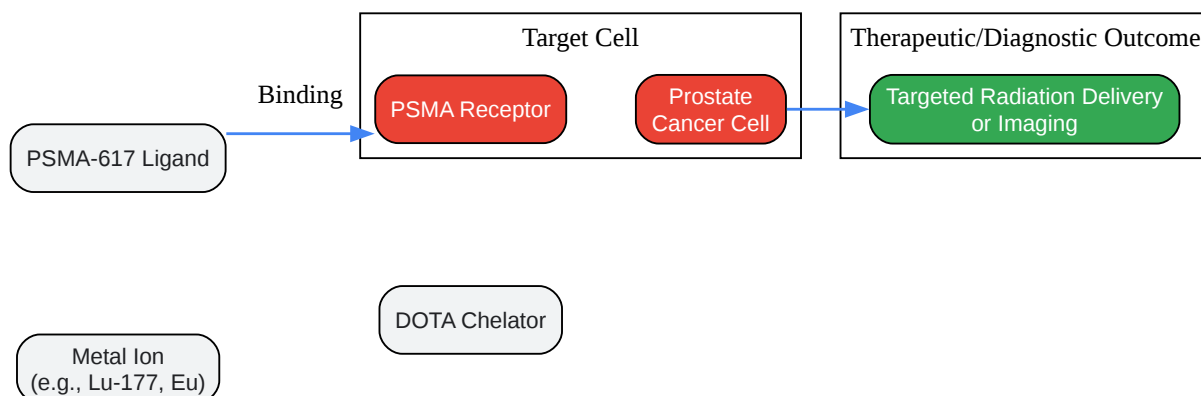 Target Cell
Therapeutic/Diagnostic Outcome
Binding
PSMA Receptor
Prostate
Cancer Cell
Targeted Radiation Delivery
or Imaging
PSMA-617 Ligand
DOTA Chelator
Metal Ion
(e.g., Lu-177, Eu)